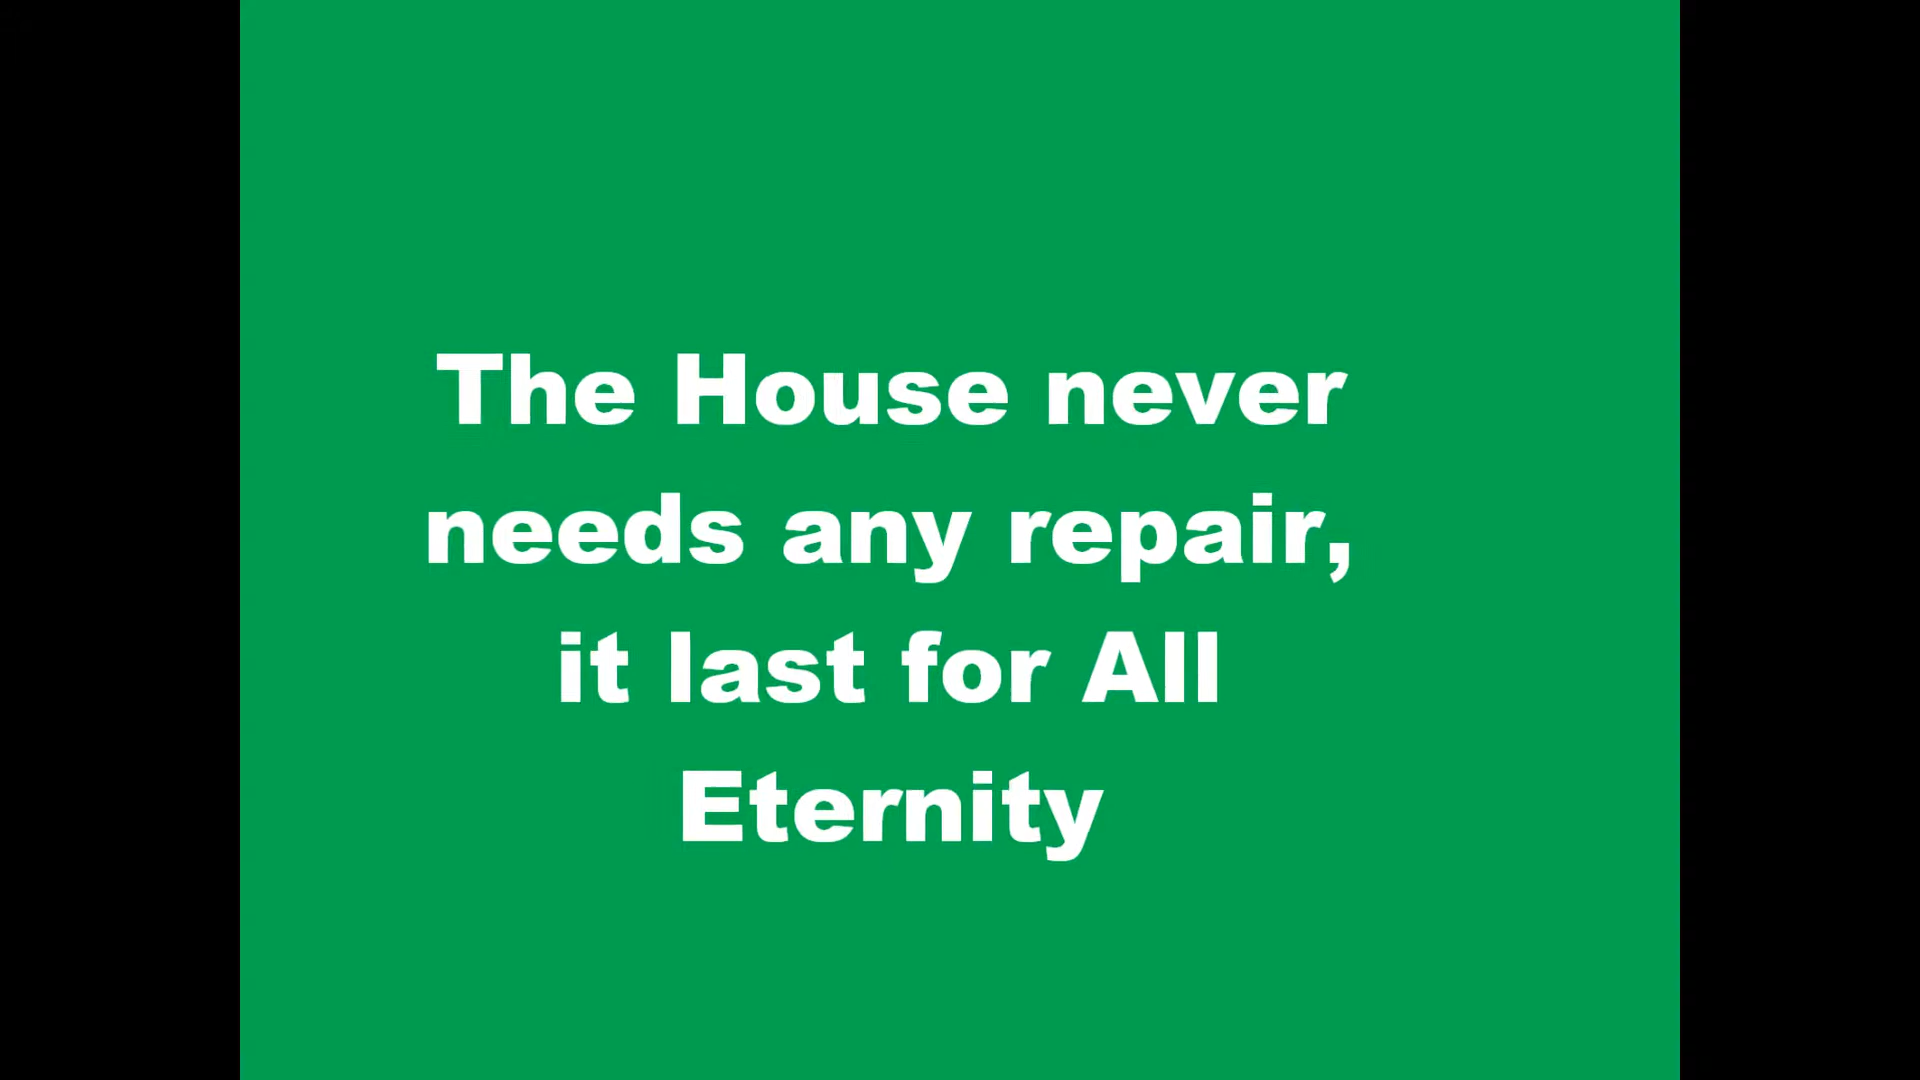 The House never
needs any repair,
it last for All
Eternity